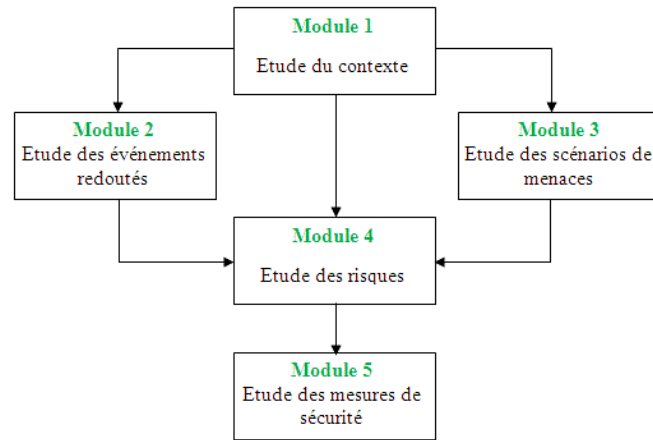 Module 1
Etude du contexte
Module 2
Etude des événements
redoutés
Module 3
Etude des scénarios de
menaces
Module 4
Etude des risques
Module 5
Etude des mesures de
sécurité